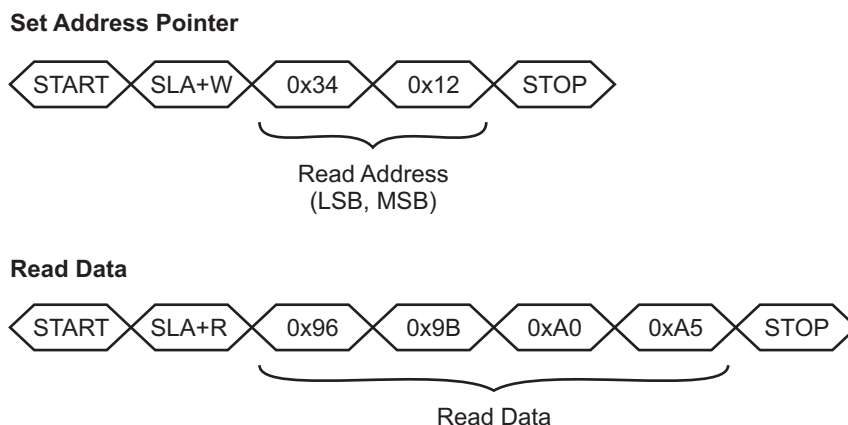 Set Address Pointer
START SLA+W 0x34 0x12 STOP
Read Address
(LSB, MSB)
Read Data
START SLA+R 0x96 0x9B 0xA0 0xA5 STOP
Read Data